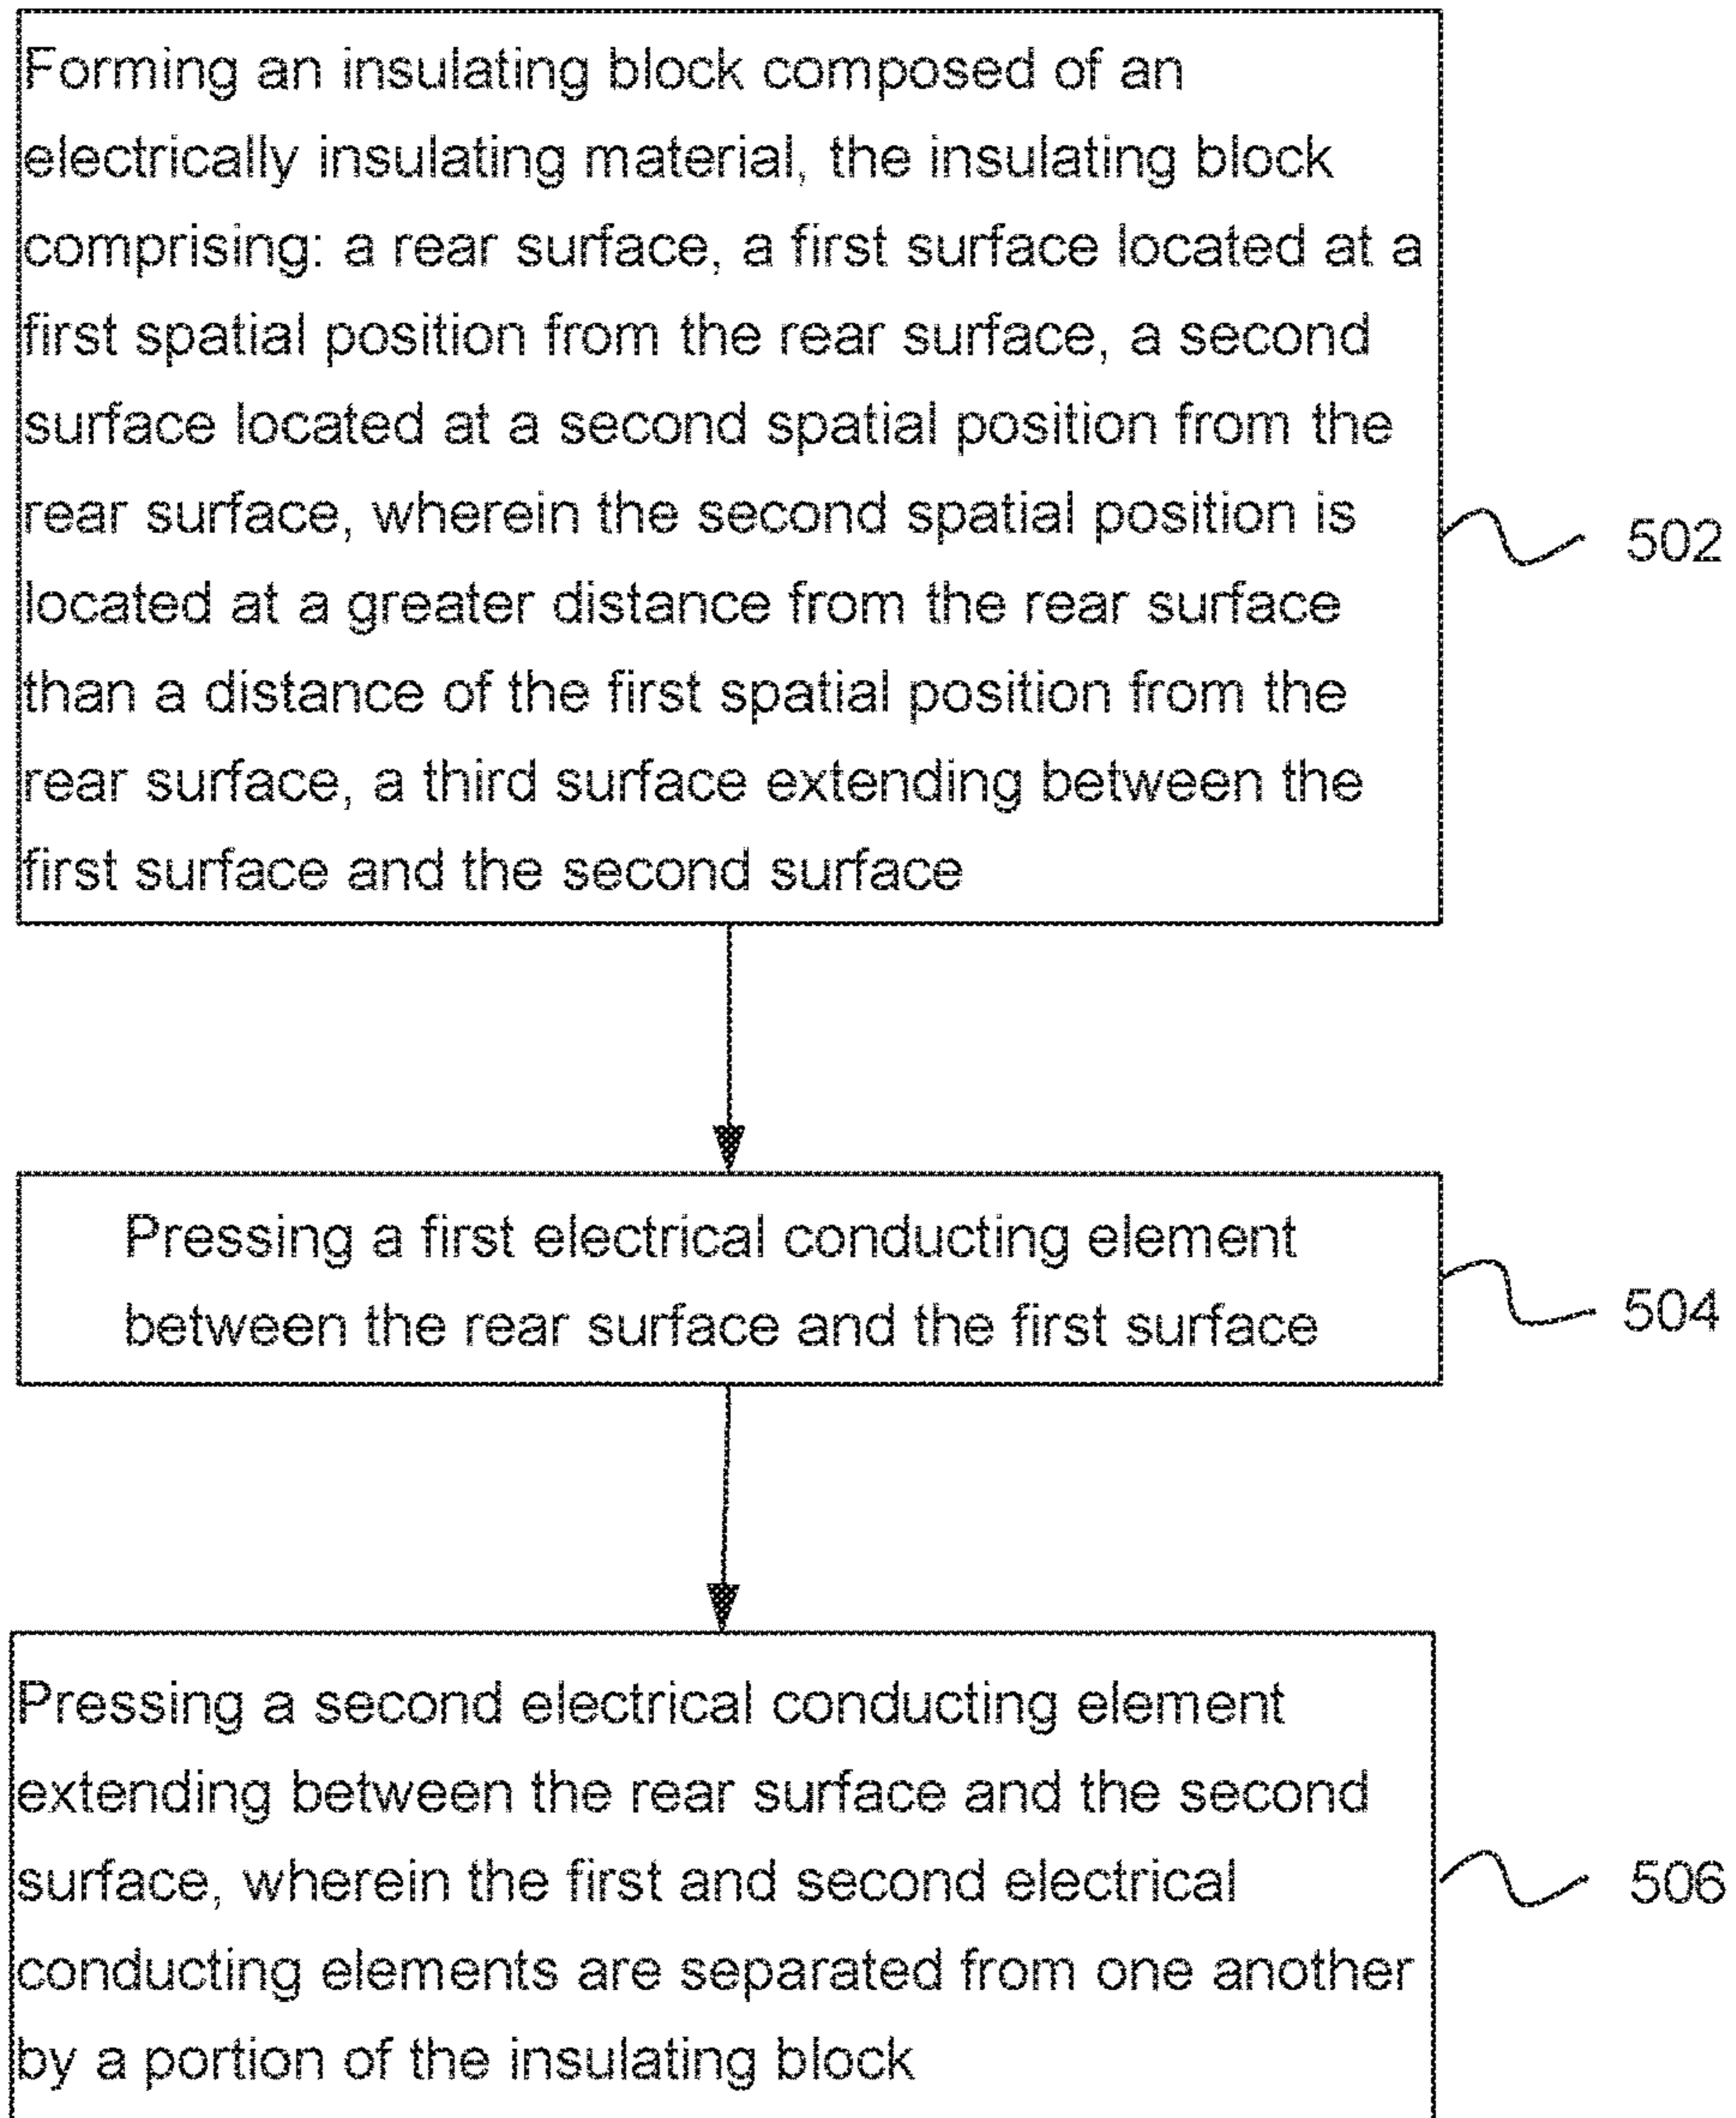 Forming an insulating block composed of an
electrically insulating material, the insulating block
comprising: a rear surface, a first surface located at a
first spatial position from the rear surface, a second
surface located at a second spatial position from the
rear surface, wherein the second spatial position is
located at a greater distance from the rear surface
than a distance of the first spatial position from the
rear surface, a third surface extending between the
first surface and the second surface
502
Pressing a first electrical conducting element
between the rear surface and the first surface
504
Pressing a second electrical conducting element
extending between the rear surface and the second
surface, wherein the first and second electrical
conducting elements are separated from one another
by a portion of the insulating block
506